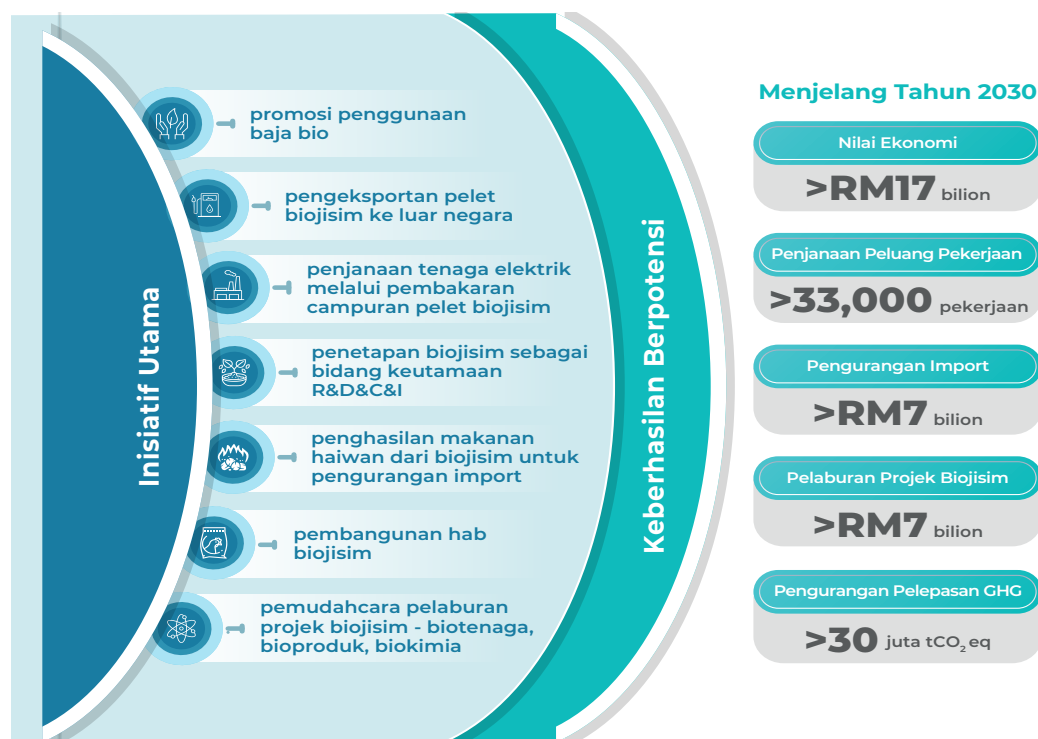 Inisiatif Utama
promosi penggunaan
baja bio
pengeksportan pelet
biojisim ke luar negara
penjanaan tenaga elektrik
melalui pembakaran
campuran pelet biojisim
penetapan biojisim sebagai
bidang keutamaan
R&D&C&I
penghasilan makanan
haiwan dari biojisim untuk
pengurangan import
pembangunan hab
biojisim
pemudahcara pelaburan
projek biojisim - biotenaga,
bioproduk, biokimia
Keberhasilan Berpotensi
Menjelang Tahun 2030
Nilai Ekonomi
>RM17 bilion
Penjanaan Peluang Pekerjaan
>33,000 pekerjaan
Pengurangan Import
>RM7 bilion
Pelaburan Projek Biojisim
>RM7 bilion
Pengurangan Pelepasan GHG
>30 juta tCO₂ eq